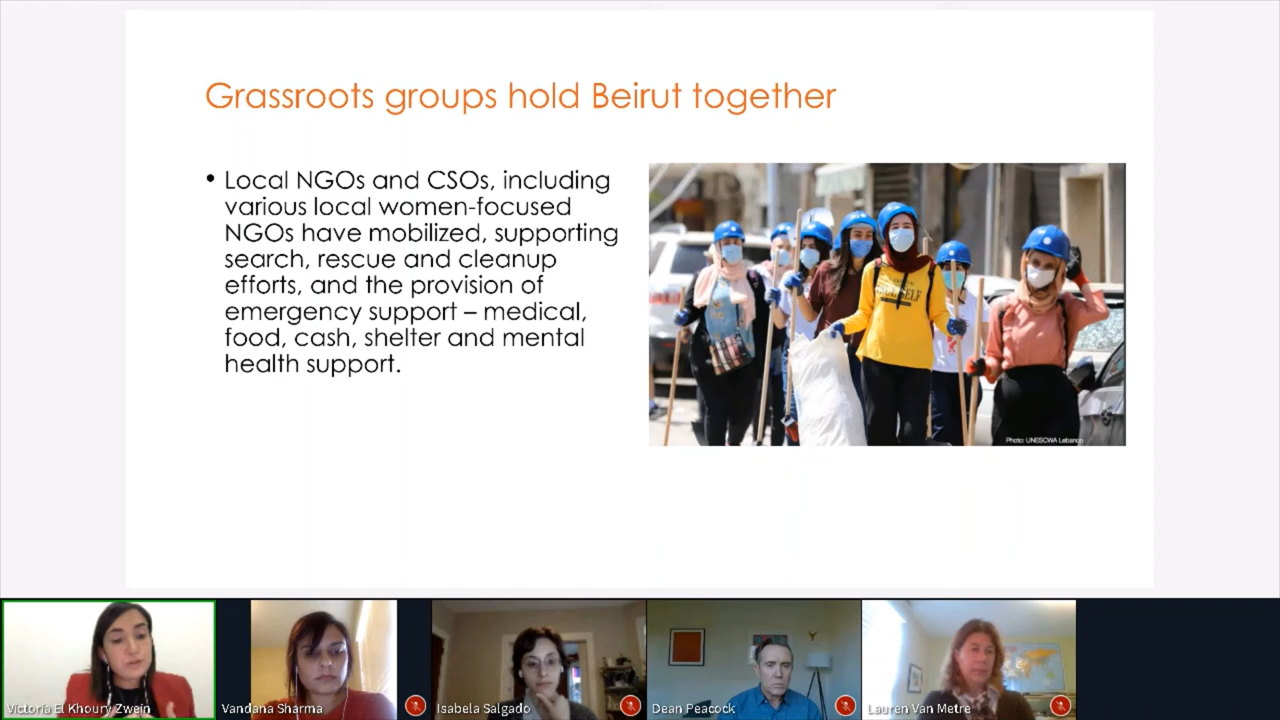 Grassroots groups hold Beirut together
• Local NGOs and CSOs, including
various local women-focused
NGOs have mobilized, supporting
search, rescue and cleanup
efforts, and the provision of
emergency support – medical,
food, cash, shelter and mental
health support.
Photo: UNESCWA Lebanon
Victoria El Khoury Zwein
Vandana Sharma
Isabela Salgado
Dean Peacock
Lauren Van Metre